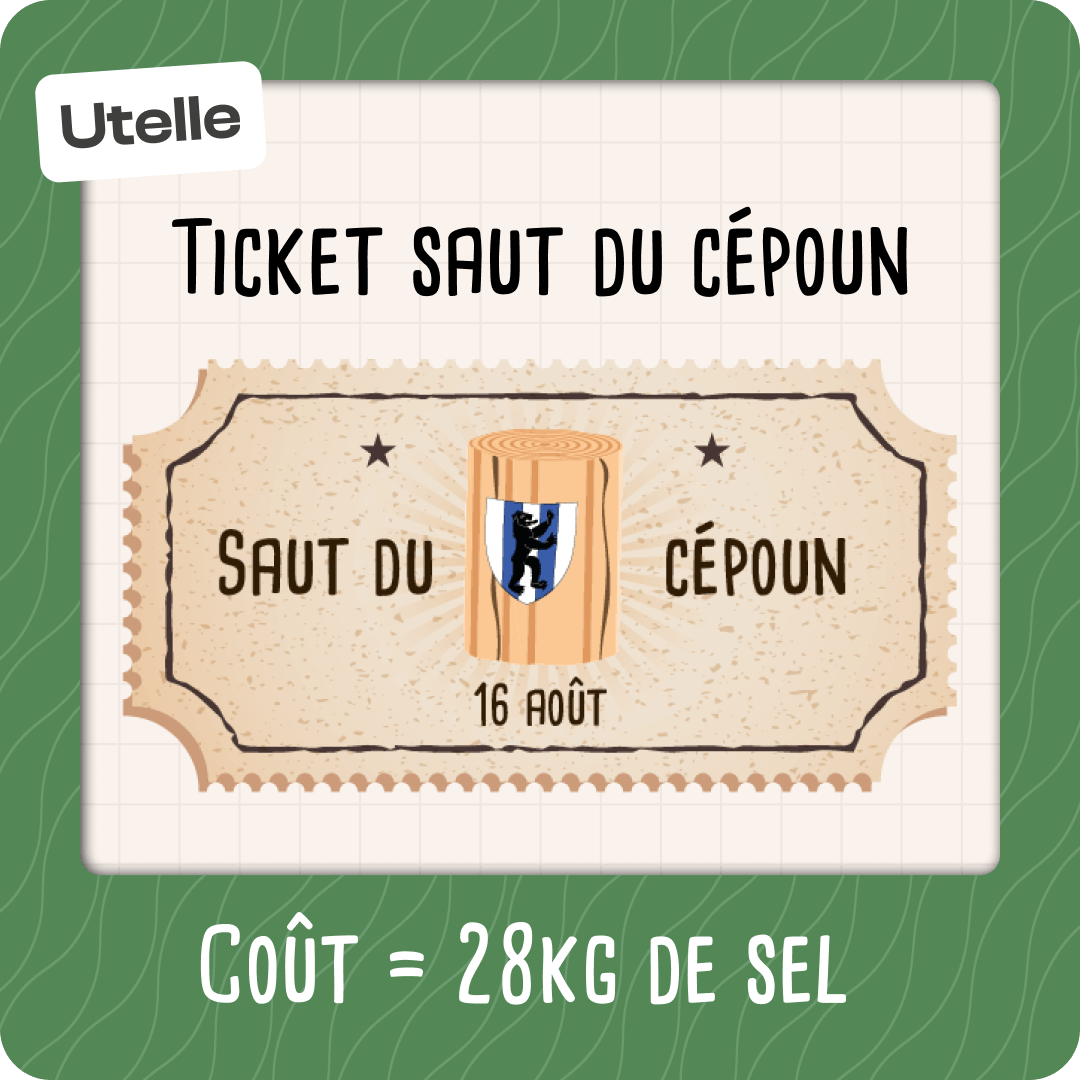 Utelle
Ticket saut du cépoun
Saut du cépoun
16 août
Coût = 28kg de sel